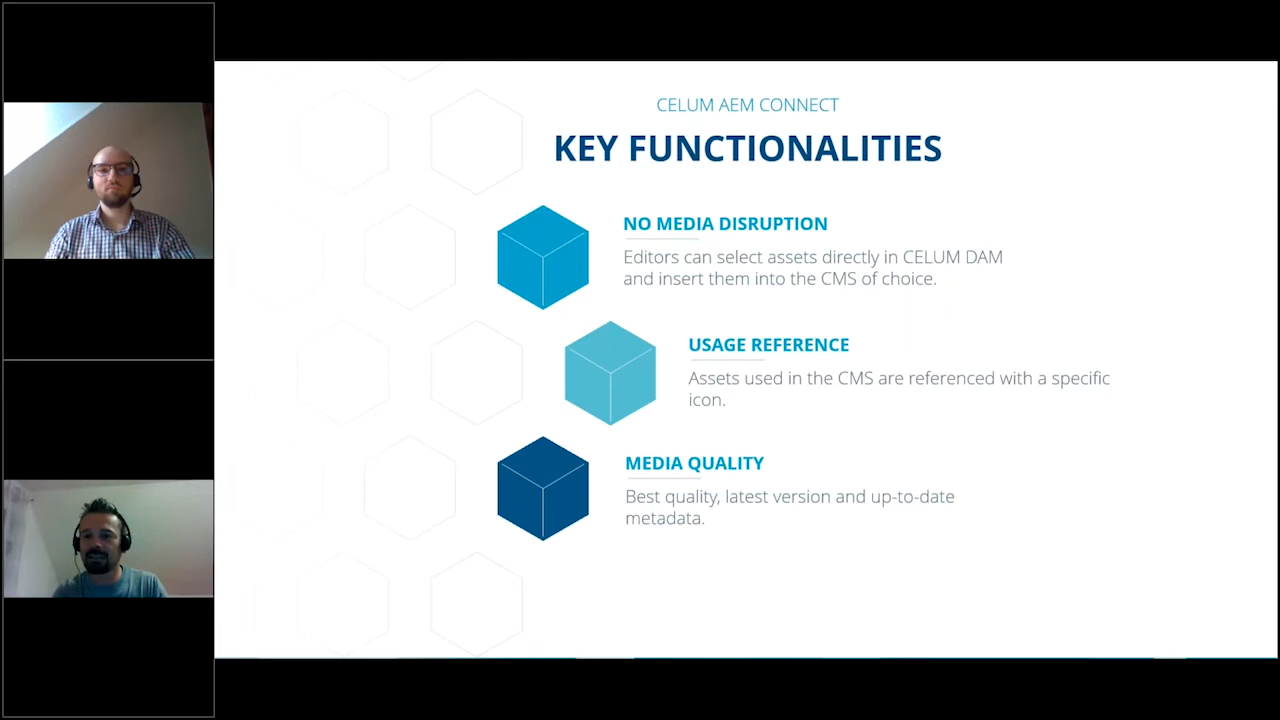 CELUM AEM CONNECT
KEY FUNCTIONALITIES
NO MEDIA DISRUPTION
Editors can select assets directly in CELUM DAM
and insert them into the CMS of choice.
USAGE REFERENCE
Assets used in the CMS are referenced with a specific
icon.
MEDIA QUALITY
Best quality, latest version and up-to-date
metadata.